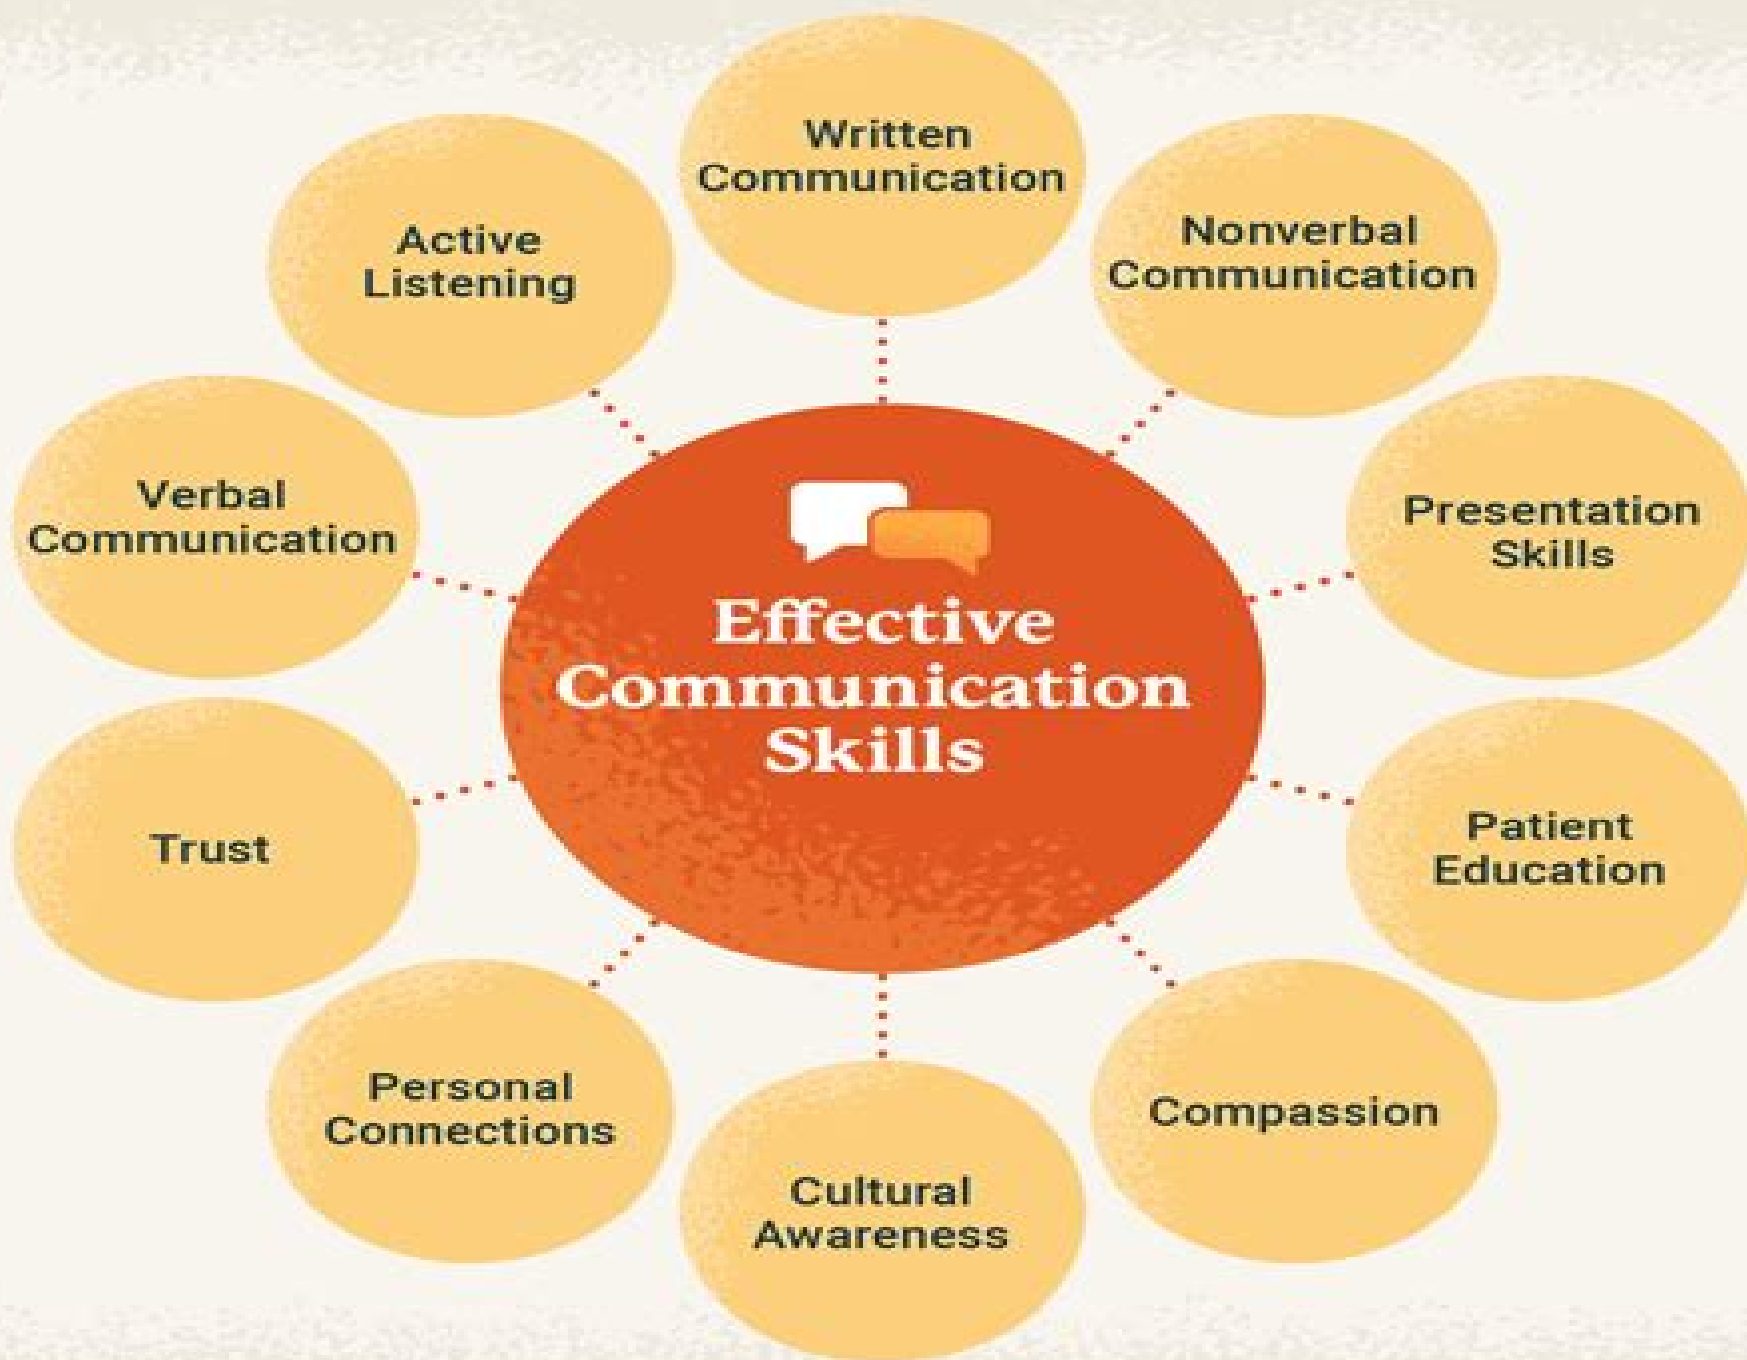 Written
Communication
Nonverbal
Communication
Presentation
Skills
Patient
Education
Compassion
Cultural
Awareness
Personal
Connections
Trust
Verbal
Communication
Active
Listening
Effective
Communication
Skills